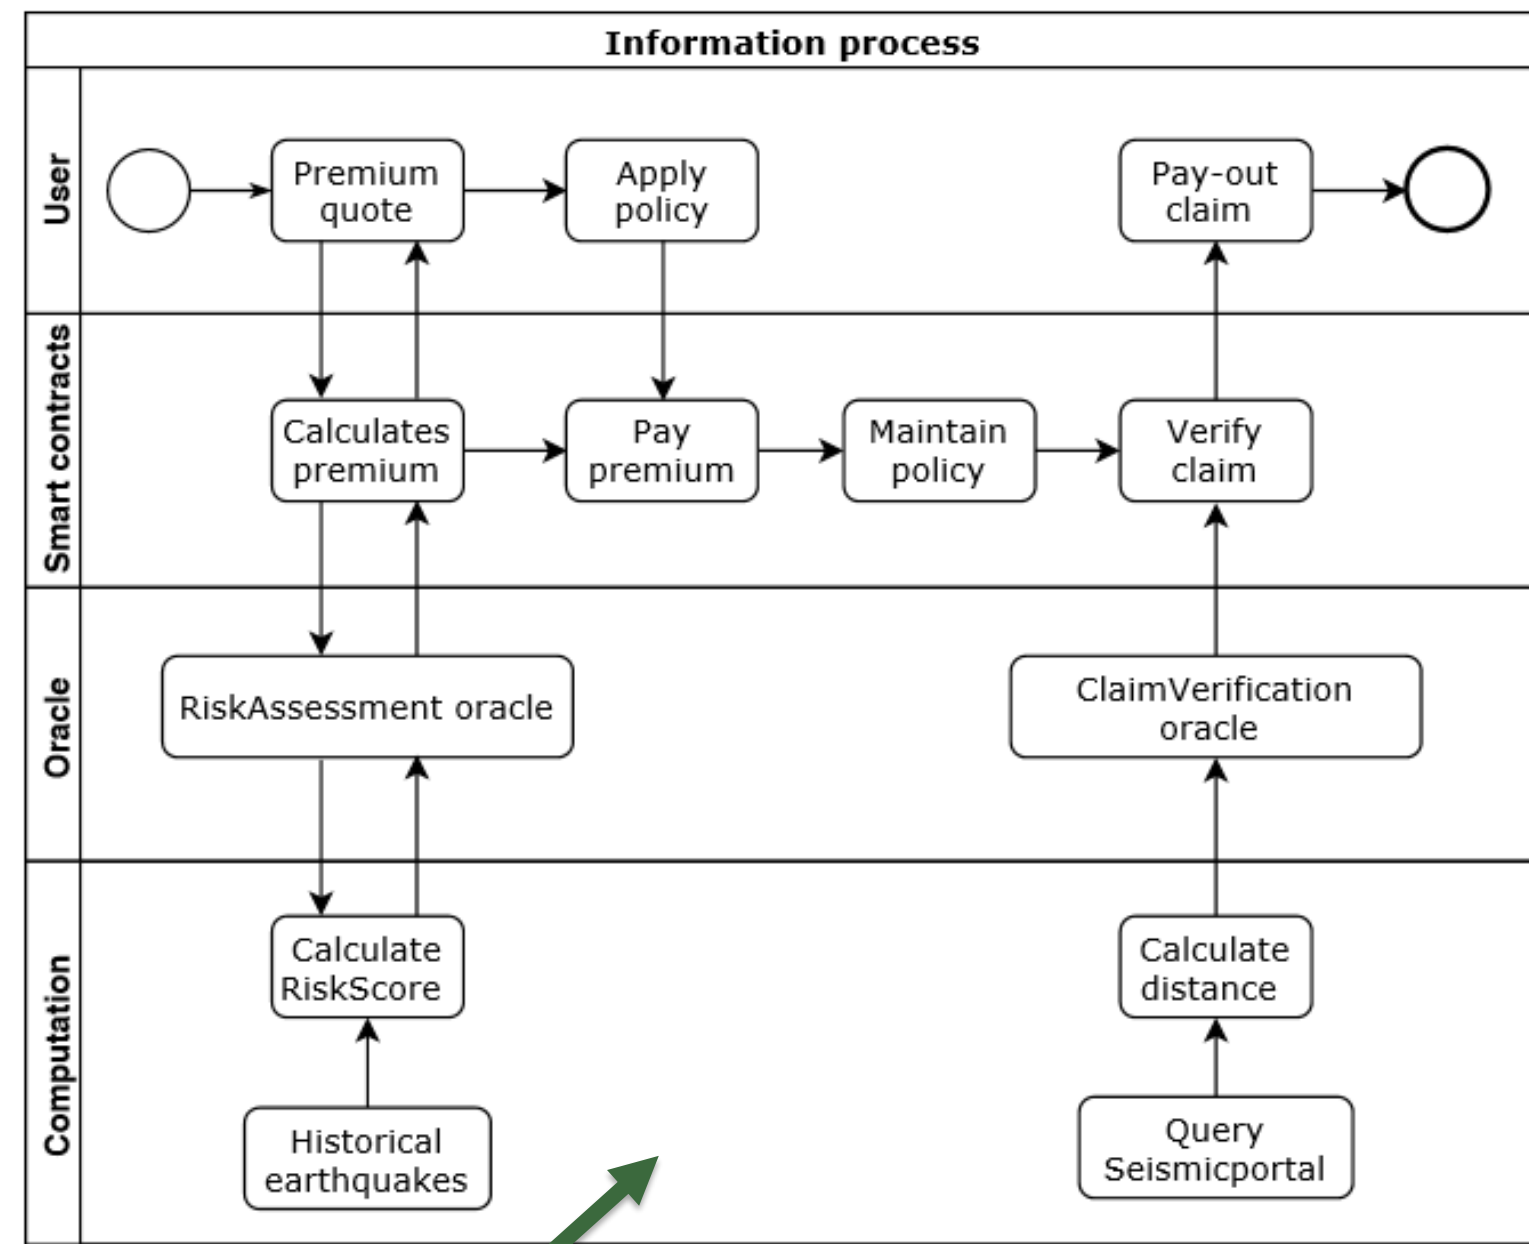 Information process
User
Premium
quote
Apply
policy
Pay-out
claim
Smart contracts
Calculates
premium
Pay
premium
Maintain
policy
Verify
claim
Oracle
RiskAssessment oracle
ClaimVerification
oracle
Computation
Calculate
RiskScore
Calculate
distance
Historical
earthquakes
Query
Seismicportal